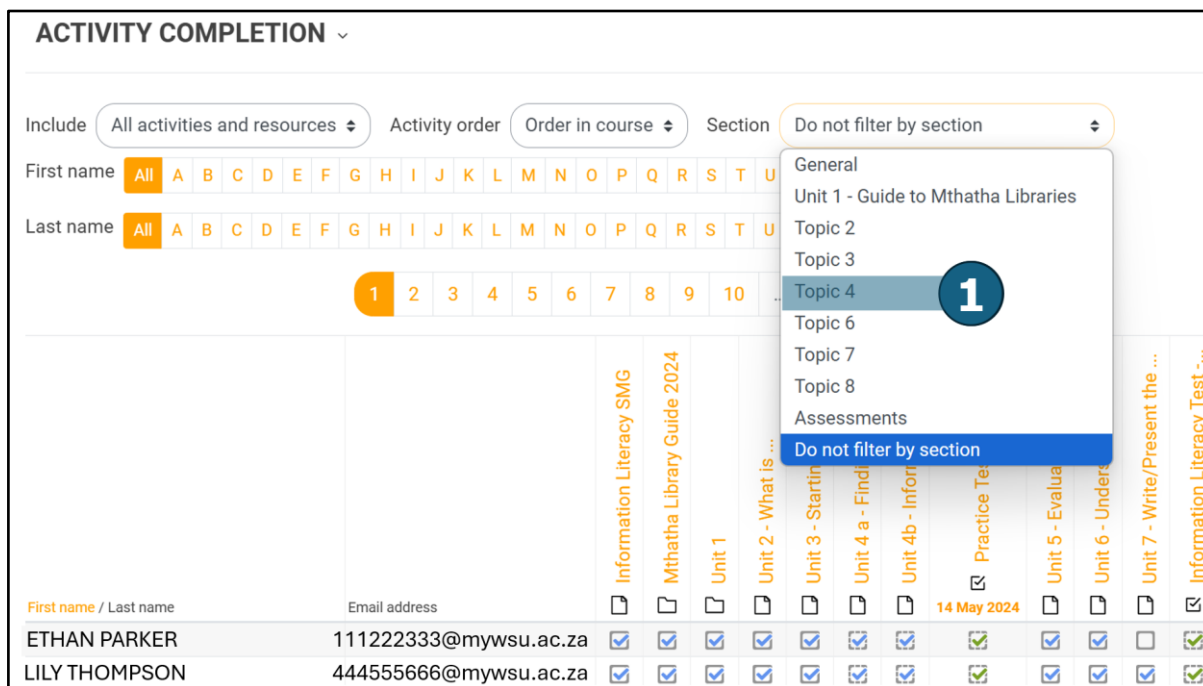 ACTIVITY COMPLETION
Include All activities and resources Activity order Order in course Section Do not filter by section
General
Unit 1 - Guide to Mthatha Libraries
Topic 2
Topic 3
Topic 4
1
Topic 6
Topic 7
Topic 8
Assessments
Do not filter by section
First name All A B C D E F G H I J K L M N O P Q R S T U
Last name All A B C D E F G H I J K L M N O P Q R S T U
1 2 3 4 5 6 7 8 9 10 ..
Information Literacy SMG
Mthatha Library Guide 2024
Unit 1
Unit 2 - What is ...
Unit 3 - Startin
Unit 4 a - Findi
Unit 4b - Inform
Practice Te
14 May 2024
Unit 5 - Evalua
Unit 6 - Unders
Unit 7 - Write/Present the ...
Information Literacy Test -...
First name / Last name Email address
ETHAN PARKER 111222333@mywsu.ac.za
LILY THOMPSON 444555666@mywsu.ac.za